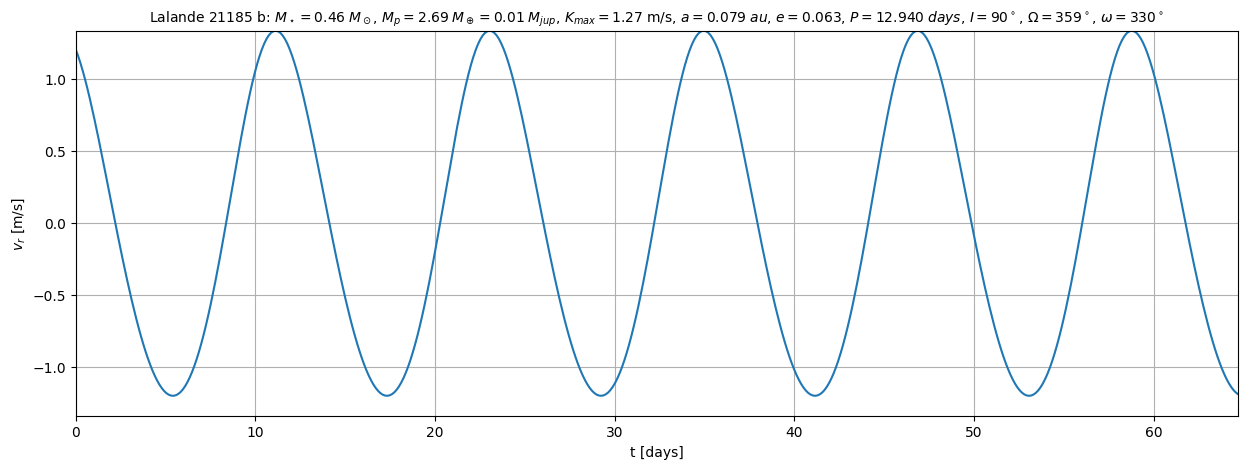 Lalande 21185 b: M⋆ = 0.46 M⊙, Mp = 2.69 M⊕ = 0.01 Mjup, Kmax = 1.27 m/s, a = 0.079 au, e = 0.063, P = 12.940 days, I = 90°, Ω = 359°, ω = 330°
1.0
0.5
0.0
−0.5
−1.0
vr [m/s]
0 10 20 30 40 50 60
t [days]